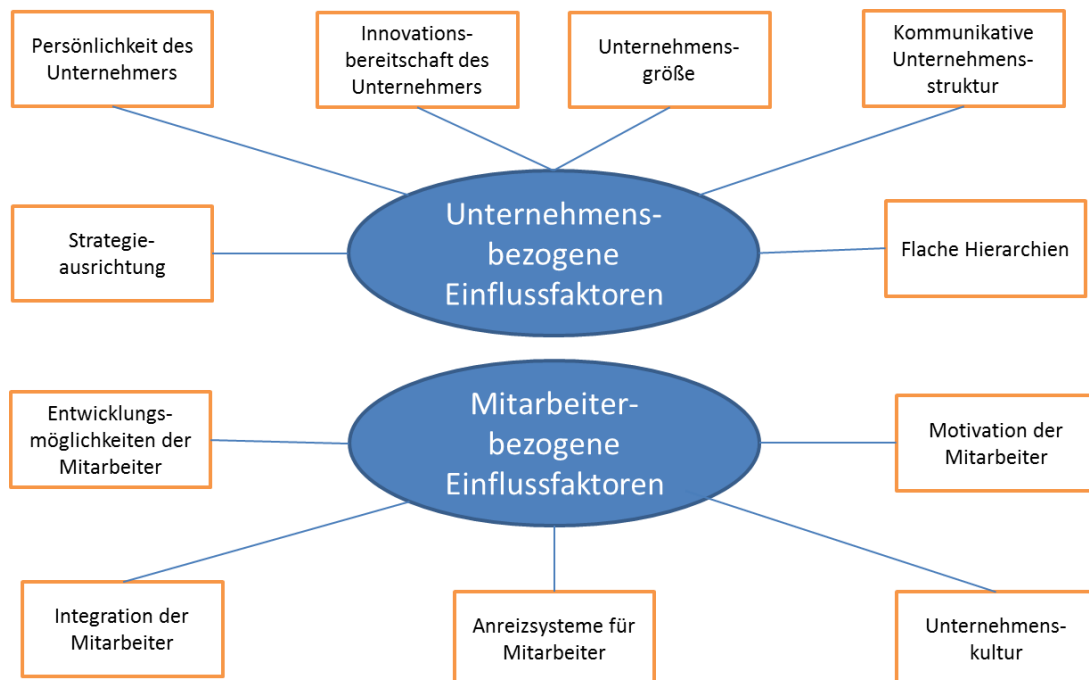 Persönlichkeit des
Unternehmers
Innovations-
bereitschaft des
Unternehmers
Unternehmens-
größe
Kommunikative
Unternehmens-
struktur
Unternehmens-
bezogene
Einflussfaktoren
Strategie-
ausrichtung
Flache Hierarchien
Entwicklungs-
möglichkeiten der
Mitarbeiter
Mitarbeiter-
bezogene
Einflussfaktoren
Motivation der
Mitarbeiter
Integration der
Mitarbeiter
Anreizsysteme für
Mitarbeiter
Unternehmens-
kultur